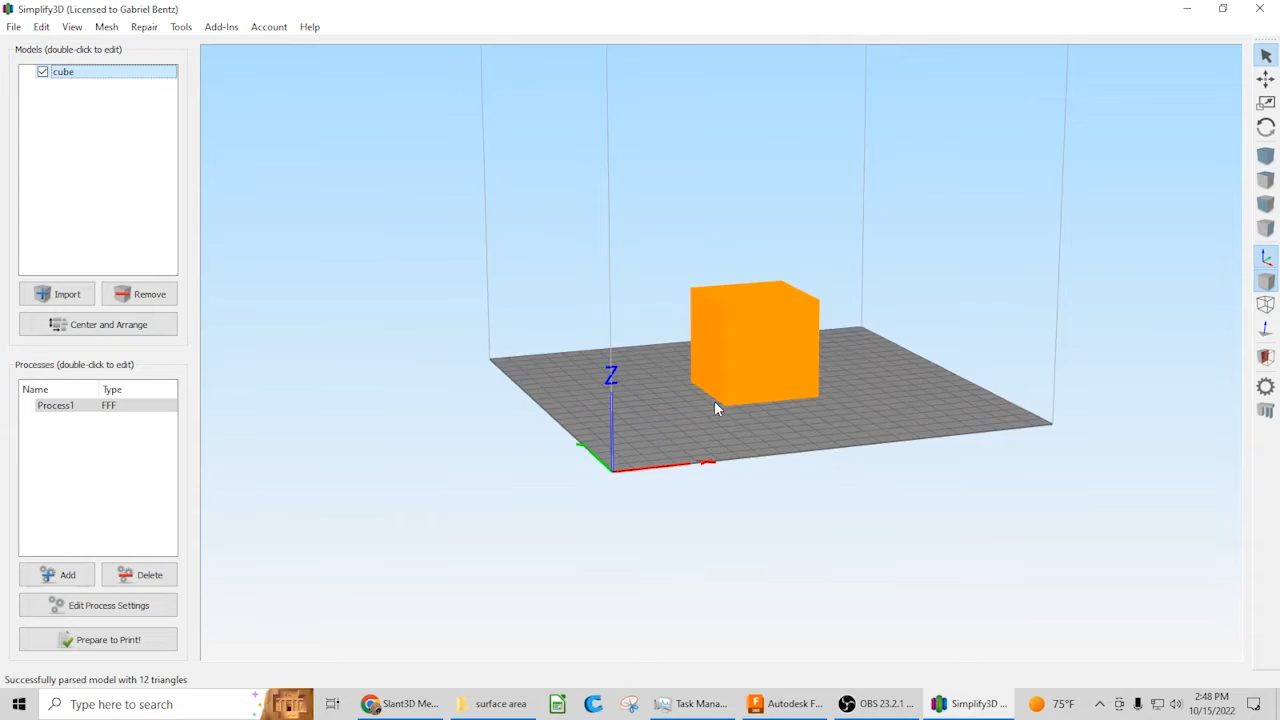 Simplify3D (Licensed to Gabriel Bentz)
File Edit View Mesh Repair Tools Add-Ins Account Help
Models (double-click to edit)
cube
Import Remove
Center and Arrange
Processes (double-click to edit)
Name Type
Process1 FFF
Add Delete
Edit Process Settings
Prepare to Print!
Z
Successfully parsed model with 12 triangles
Type here to search
Slant3D Me...
surface area
Task Mana...
Autodesk F...
OBS 23.2.1 ...
Simplify3D ...
75°F
2:48 PM
10/15/2022